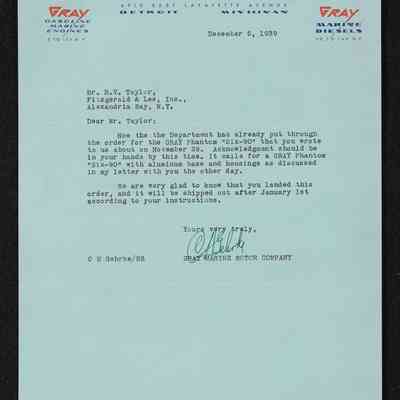 GRAY
GASOLINE
MARINE
ENGINES
EAST LAFAYETTE AVENUE
DETROIT MICHIGAN
GRAY
MARINE
DIESELS
December 6, 1939
Mr. R.V. Taylor,
Fitzgerald & Lee, Inc.,
Alexandria Bay, N.Y.
Dear Mr. Taylor:
the Department has already put through
the order for the GRAY Phantom "Six-90" that you wrote
to us about on November 28. Acknowledgment should be
in your hands by this time. It calls for a GRAY Phantom
"Six-90" with aluminum base and housings as discussed
in my letter with you the other day.
We are very glad to know that you landed this
order, and it will be shipped out after January 1st
according to your instructions.
Yours very truly,
C Gehrke
C H Gehrke/
GRAY MARINE MOTOR COMPANY